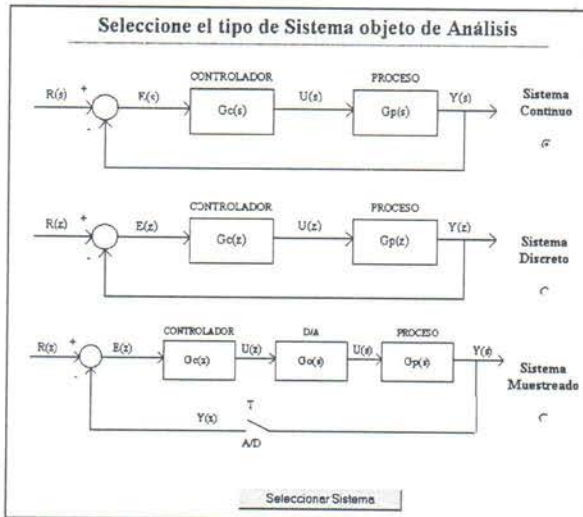 Seleccione el tipo de Sistema objeto de Análisis
CONTROLADOR PROCESO
R(s) + E(s) Gc(s) U(s) Gp(s) Y(s)
-
Sistema
Continuo
CONTROLADOR PROCESO
R(z) + E(z) Gc(z) U(z) Gp(z) Y(z)
-
Sistema
Discreto
CONTROLADOR D/A PROCESO
R(z) + E(z) Gc(z) U(z) Go(s) U(s) Gp(s) Y(s)
-
Sistema
Muestreado
Y(z) T
A/D
Seleccionar Sistema